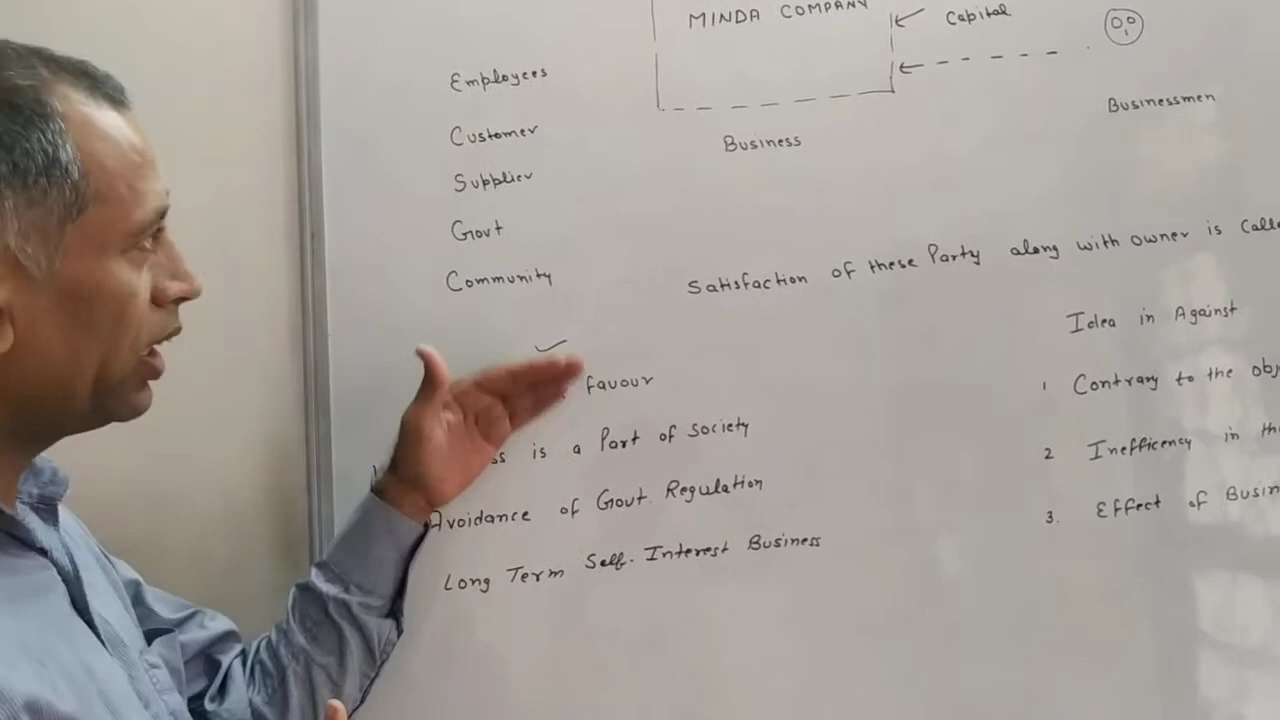 MINDA COMPANY
Capital
Employees
Businessmen
Customer
Business
Supplier
Govt
Satisfaction of these Party along with owner is Calle
Community
Idea in Against
favour
1 Contrary to the obj
ss is a Part of Society
2 Inefficency in th
Avoidance of Govt. Regulation
3. Effect of Busin
Long Term Self. Interest Business